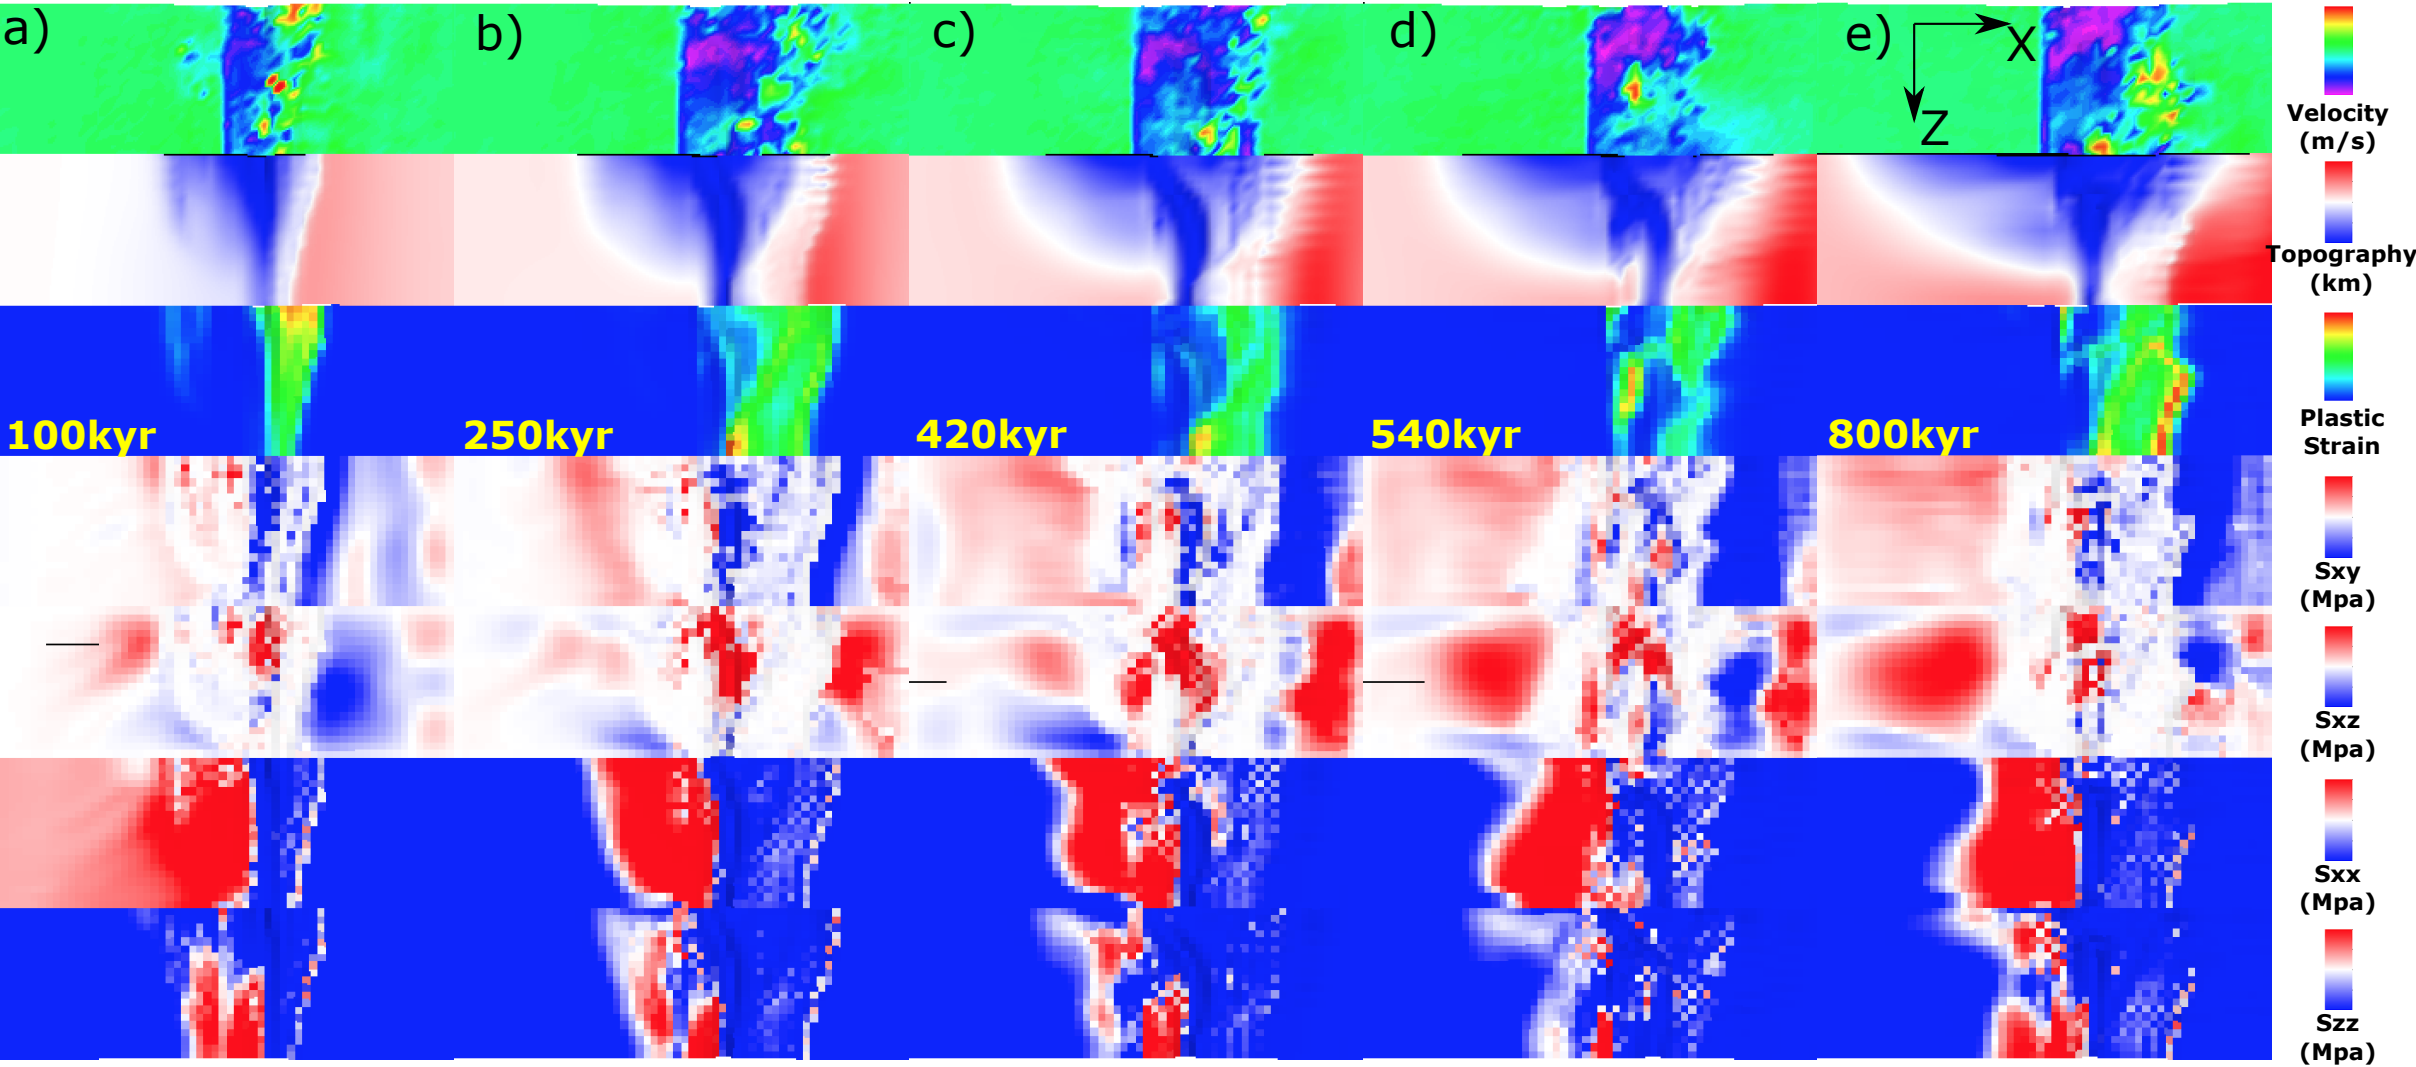 a)
b)
c)
d)
e)
X
Z
Velocity
(m/s)
Topography
(km)
Plastic
Strain
100kyr
250kyr
420kyr
540kyr
800kyr
Sxy
(Mpa)
Sxz
(Mpa)
Sxx
(Mpa)
Szz
(Mpa)